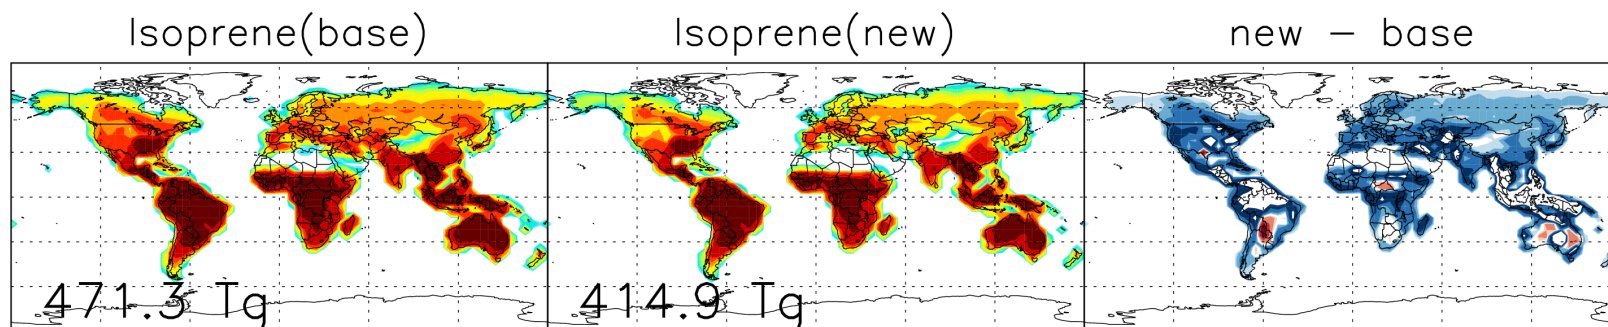 Isoprene(base)
Isoprene(new)
new − base
471.3 Tg
414.9 Tg